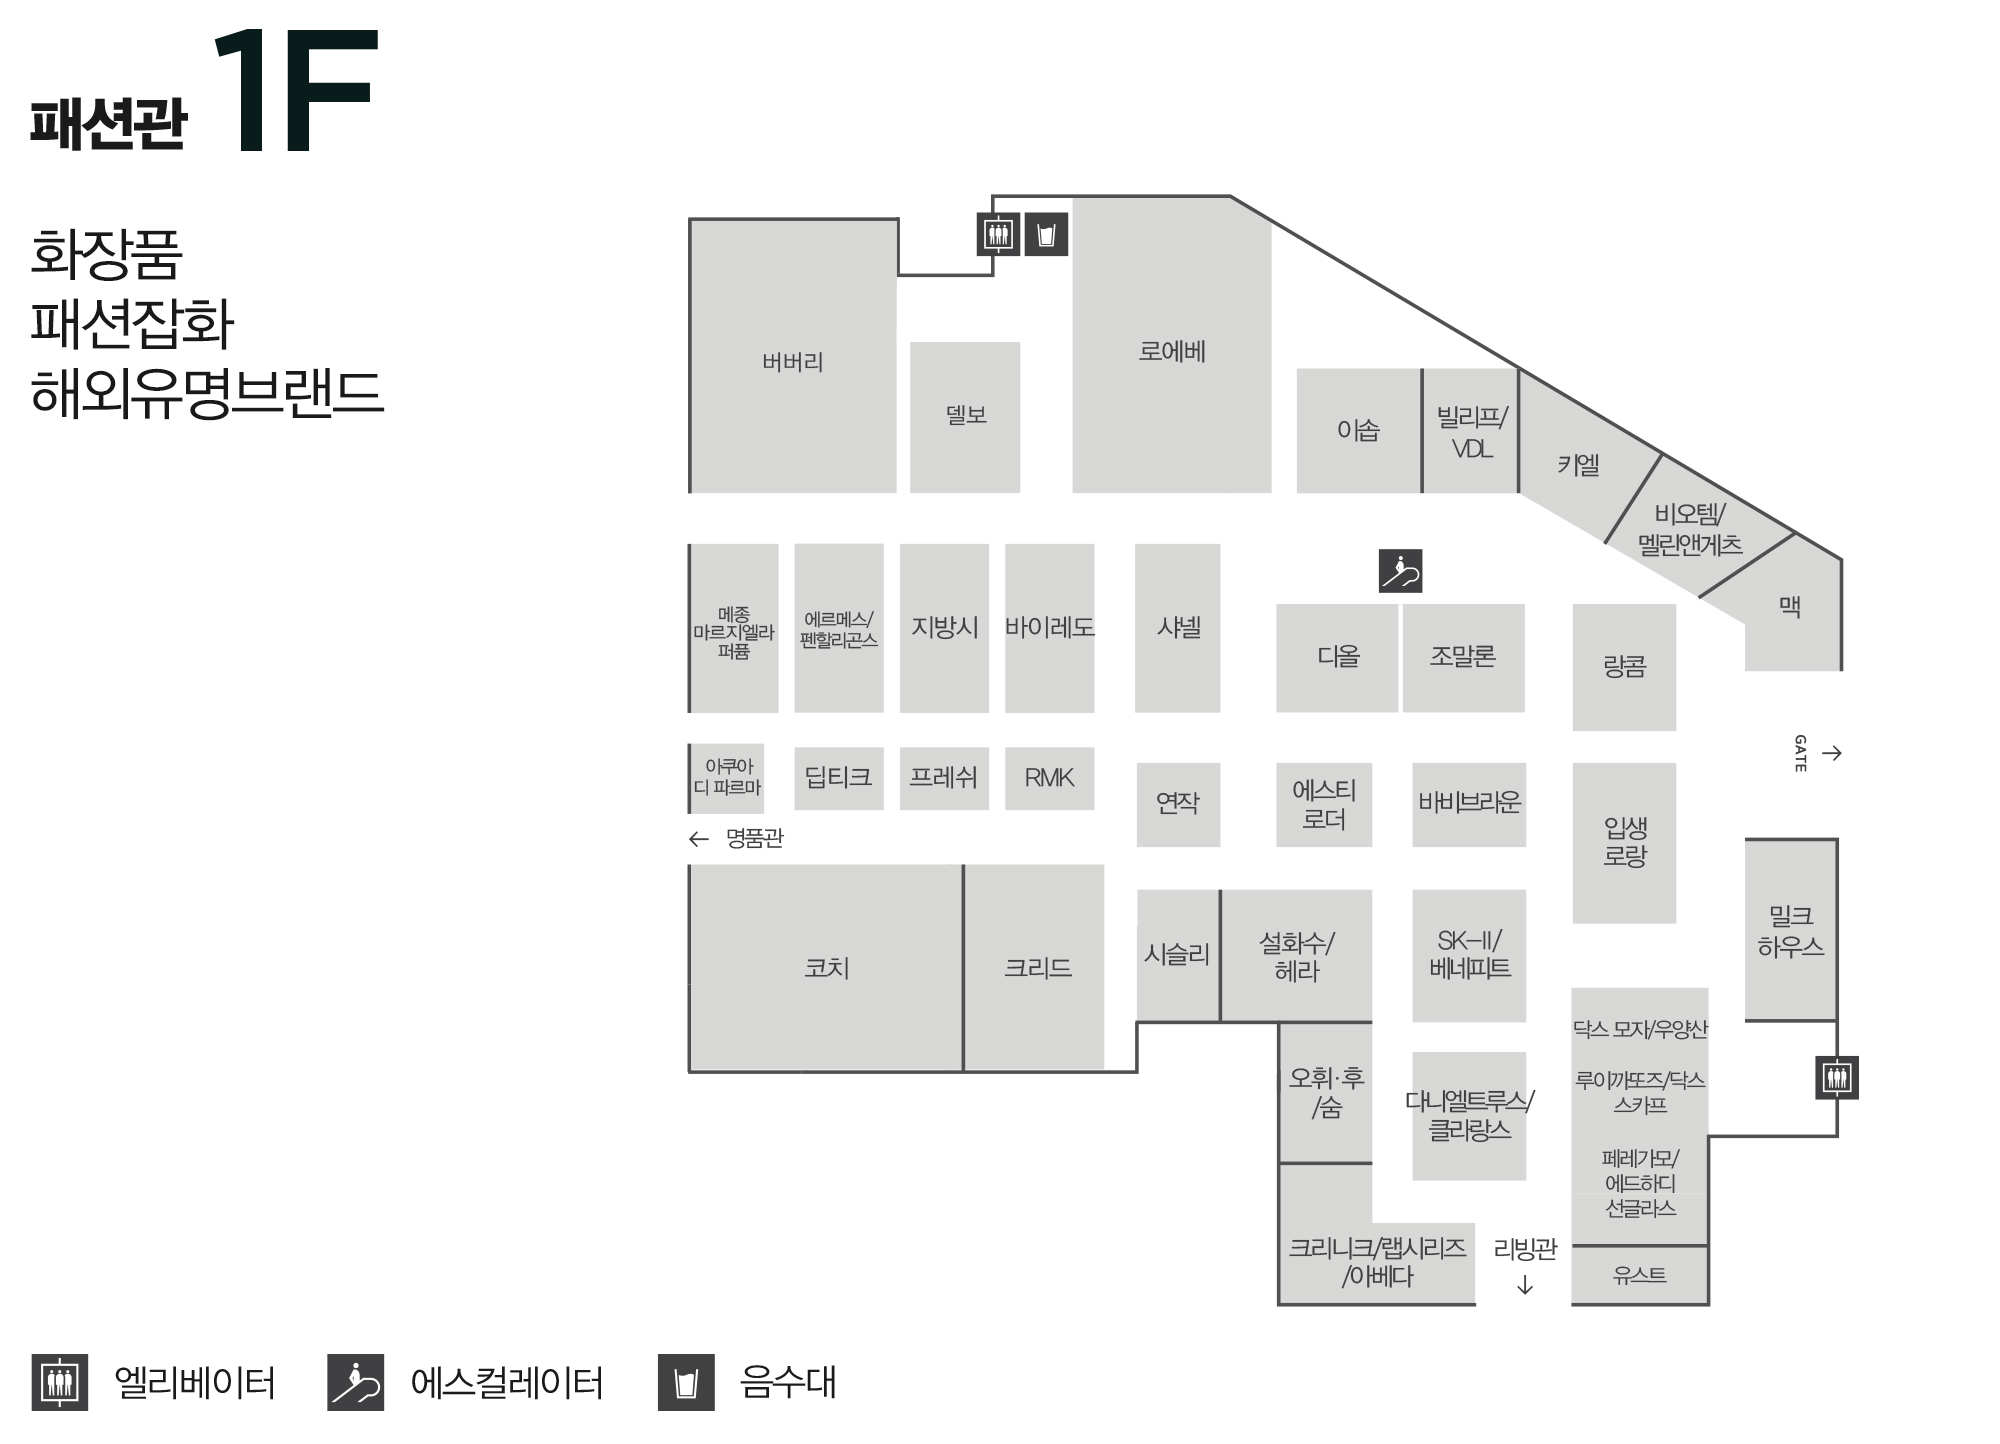 패션관 1F
화장품
패션잡화
해외유명브랜드
버버리
델보
로에베
이솝
빌리프/
VDL
키엘
비오템/
멜린앤게츠
맥
메종
마르지엘라
퍼퓸
에르메스/
펜할리곤스
지방시
바이레도
샤넬
디올
조말론
랑콤
GATE →
아쿠아
디 파르마
딥티크
프레쉬
RMK
연작
에스티
로더
바비브라운
입생
로랑
← 명품관
코치
크리드
시슬리
설화수/
헤라
SK-II/
베네피트
밀크
하우스
오휘·후
/숨
다니엘트루스/
클라랑스
닥스 모자/우양산
루이까또즈/닥스
스카프
페레가모/
에드하디
선글라스
크리니크/랩시리즈
/아베다
리빙관
↓
유스트
엘리베이터
에스컬레이터
음수대